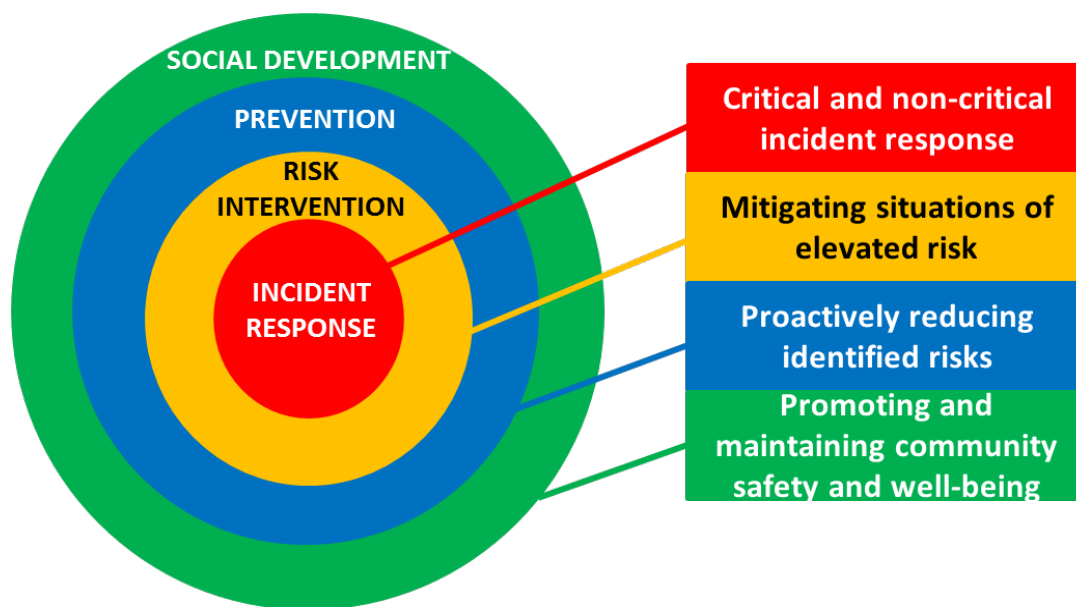 SOCIAL DEVELOPMENT
PREVENTION
RISK
INTERVENTION
INCIDENT
RESPONSE
Critical and non-critical
incident response
Mitigating situations of
elevated risk
Proactively reducing
identified risks
Promoting and
maintaining community
safety and well-being